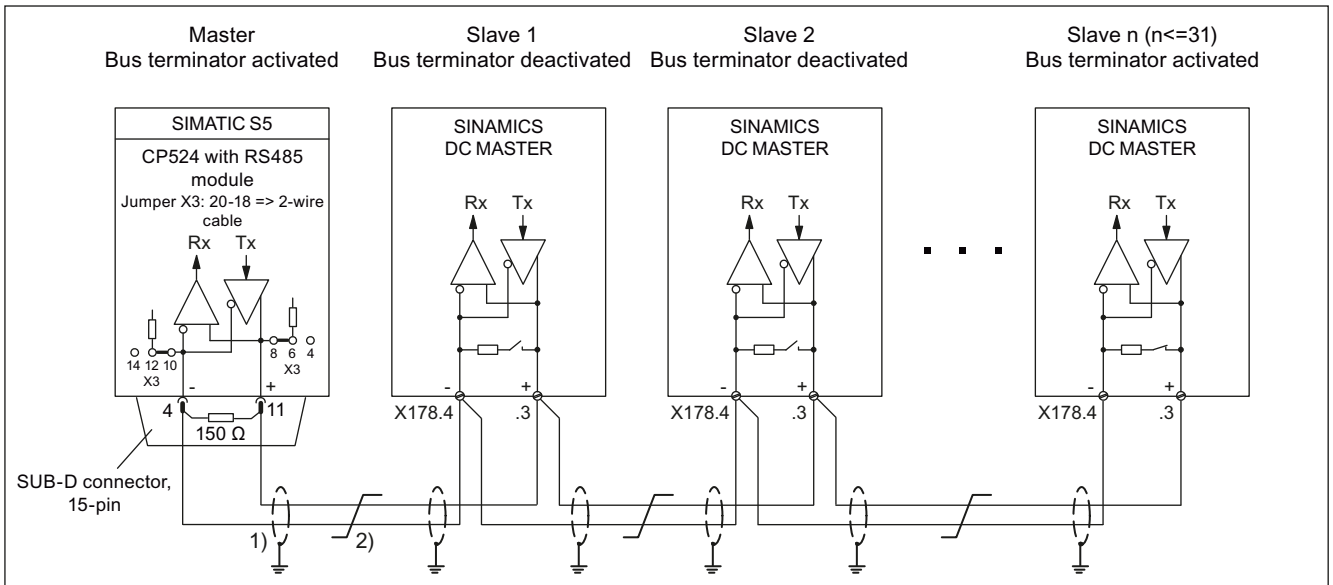 Master
Bus terminator activated
Slave 1
Bus terminator deactivated
Slave 2
Bus terminator deactivated
Slave n (n<=31)
Bus terminator activated
SIMATIC S5
CP524 with RS485
module
Jumper X3: 20-18 => 2-wire
cable
Rx Tx
14 12 10
X3
8 6 4
X3
- +
4 11
150 Ω
SUB-D connector,
15-pin
SINAMICS
DC MASTER
Rx Tx
- +
X178.4 .3
SINAMICS
DC MASTER
Rx Tx
- +
X178.4 .3
SINAMICS
DC MASTER
Rx Tx
- +
X178.4 .3
1) 2)